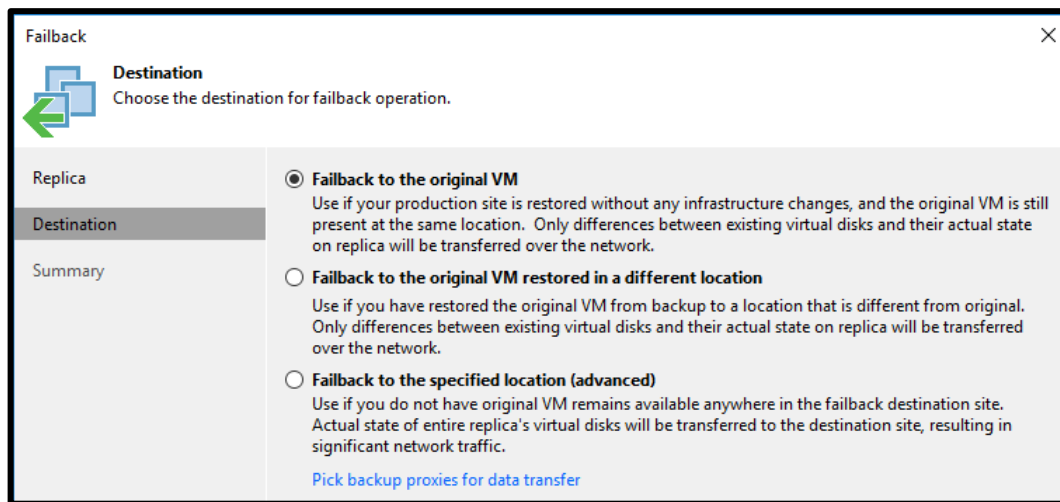 Failback
Destination
Choose the destination for failback operation.
Replica
Destination
Summary
Failback to the original VM
Use if your production site is restored without any infrastructure changes, and the original VM is still
present at the same location. Only differences between existing virtual disks and their actual state
on replica will be transferred over the network.
Failback to the original VM restored in a different location
Use if you have restored the original VM from backup to a location that is different from original.
Only differences between existing virtual disks and their actual state on replica will be transferred
over the network.
Failback to the specified location (advanced)
Use if you do not have original VM remains available anywhere in the failback destination site.
Actual state of entire replica's virtual disks will be transferred to the destination site, resulting in
significant network traffic.
Pick backup proxies for data transfer